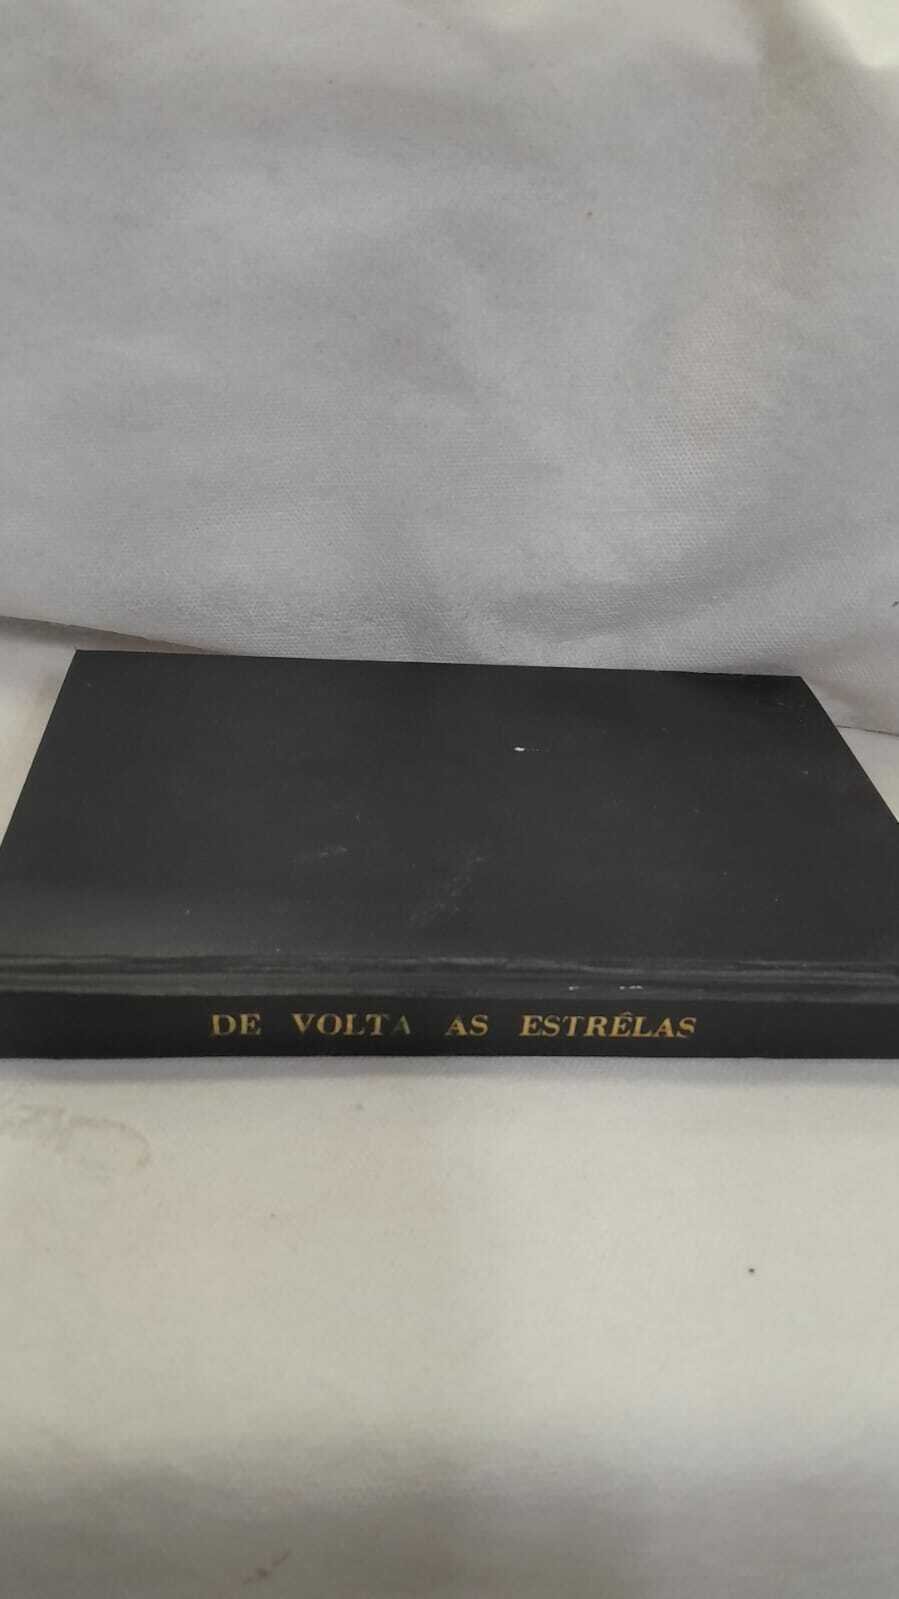 DE VOLTA AS ESTRÊLAS